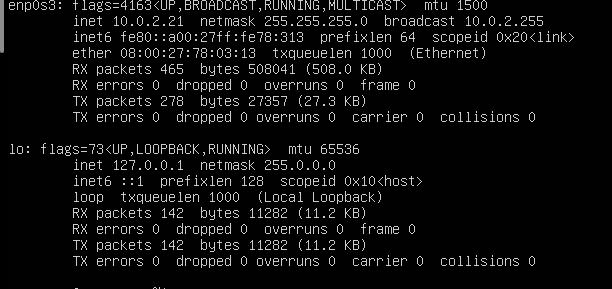 enp0s3: flags=4163<UP,BROADCAST,RUNNING,MULTICAST>  mtu 1500
        inet 10.0.2.21  netmask 255.255.255.0  broadcast 10.0.2.255
        inet6 fe80::a00:27ff:fe78:313  prefixlen 64  scopeid 0x20<link>
        ether 08:00:27:78:03:13  txqueuelen 1000  (Ethernet)
        RX packets 465  bytes 508041 (508.0 KB)
        RX errors 0  dropped 0  overruns 0  frame 0
        TX packets 278  bytes 27357 (27.3 KB)
        TX errors 0  dropped 0 overruns 0  carrier 0  collisions 0
lo: flags=73<UP,LOOPBACK,RUNNING>  mtu 65536
        inet 127.0.0.1  netmask 255.0.0.0
        inet6 ::1  prefixlen 128  scopeid 0x10<host>
        loop  txqueuelen 1000  (Local Loopback)
        RX packets 142  bytes 11282 (11.2 KB)
        RX errors 0  dropped 0  overruns 0  frame 0
        TX packets 142  bytes 11282 (11.2 KB)
        TX errors 0  dropped 0 overruns 0  carrier 0  collisions 0